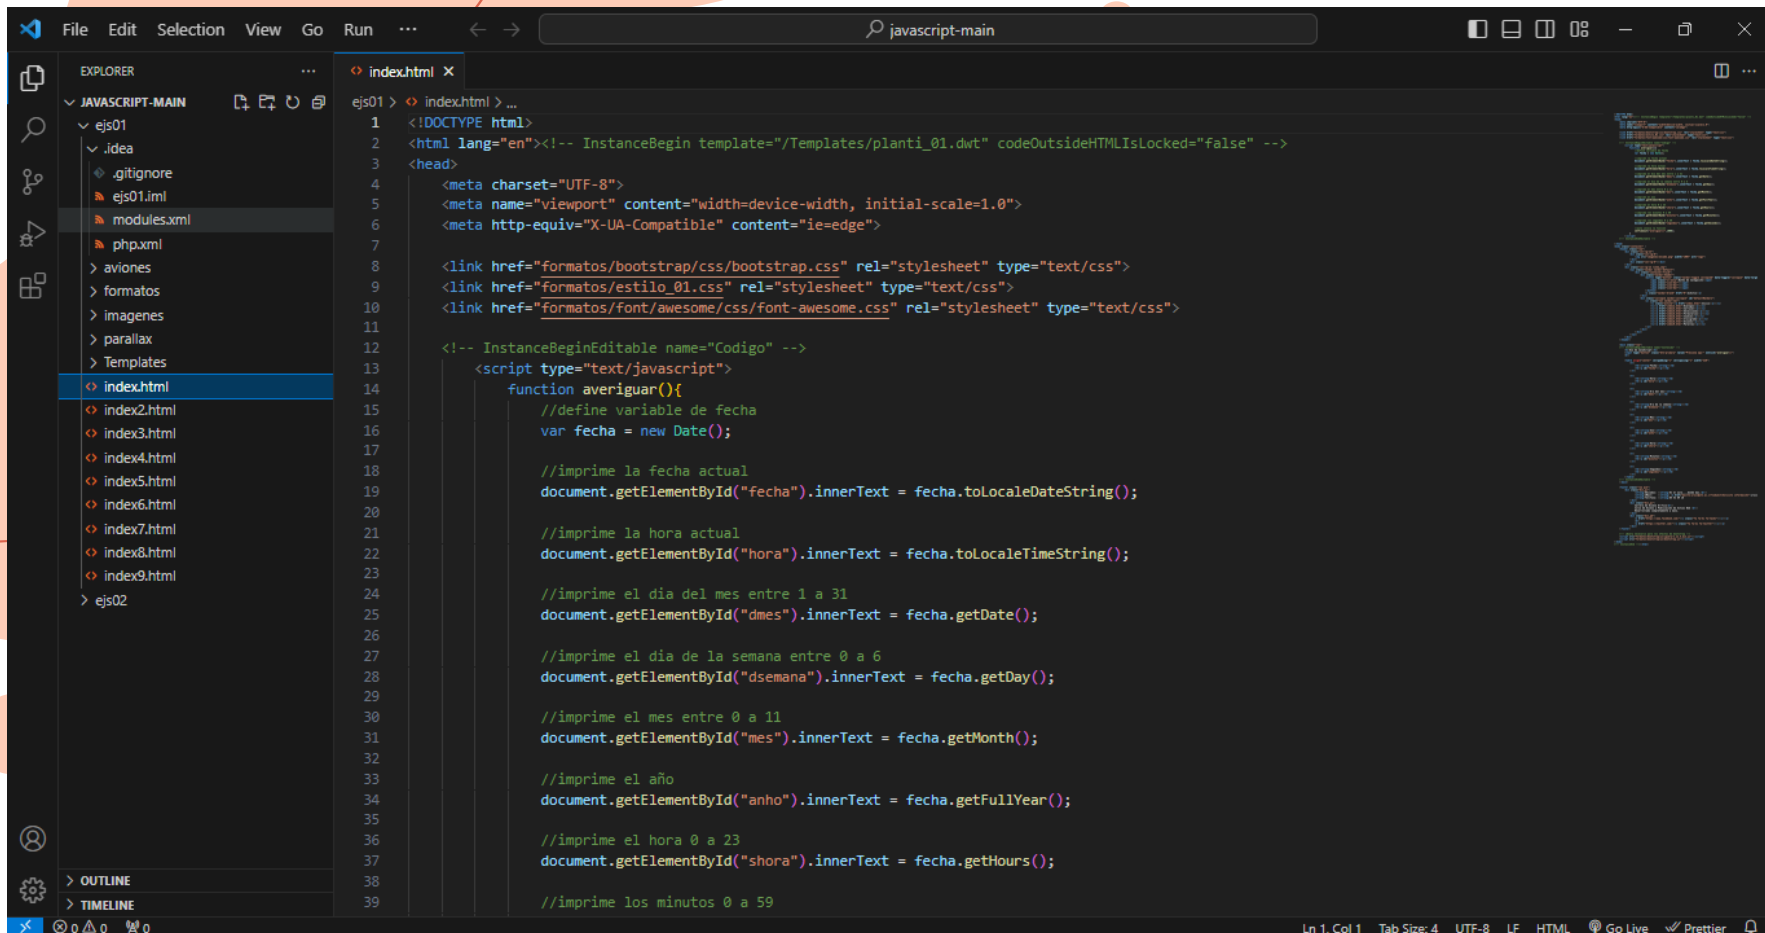 File Edit Selection View Go Run ··· javascript-main
EXPLORER ···
JAVASCRIPT-MAIN
ejs01
.idea
.gitignore
ejs01.iml
modules.xml
php.xml
aviones
formatos
imagenes
parallax
Templates
index.html
index2.html
index3.html
index4.html
index5.html
index6.html
index7.html
index8.html
index9.html
ejs02
OUTLINE
TIMELINE
index.html
ejs01 > index.html > ...
1 <!DOCTYPE html>
2 <html lang="en"><!-- InstanceBegin template="/Templates/planti_01.dwt" codeOutsideHTMLIsLocked="false" -->
3 <head>
4 <meta charset="UTF-8">
5 <meta name="viewport" content="width=device-width, initial-scale=1.0">
6 <meta http-equiv="X-UA-Compatible" content="ie=edge">
7
8 <link href="formatos/bootstrap/css/bootstrap.css" rel="stylesheet" type="text/css">
9 <link href="formatos/estilo_01.css" rel="stylesheet" type="text/css">
10 <link href="formatos/font/awesome/css/font-awesome.css" rel="stylesheet" type="text/css">
11
12 <!-- InstanceBeginEditable name="Codigo" -->
13 <script type="text/javascript">
14 function averiguar(){
15 //define variable de fecha
16 var fecha = new Date();
17
18 //imprime la fecha actual
19 document.getElementById("fecha").innerText = fecha.toLocaleDateString();
20
21 //imprime la hora actual
22 document.getElementById("hora").innerText = fecha.toLocaleTimeString();
23
24 //imprime el dia del mes entre 1 a 31
25 document.getElementById("dmes").innerText = fecha.getDate();
26
27 //imprime el dia de la semana entre 0 a 6
28 document.getElementById("dsemana").innerText = fecha.getDay();
29
30 //imprime el mes entre 0 a 11
31 document.getElementById("mes").innerText = fecha.getMonth();
32
33 //imprime el año
34 document.getElementById("anho").innerText = fecha.getFullYear();
35
36 //imprime el hora 0 a 23
37 document.getElementById("shora").innerText = fecha.getHours();
38
39 //imprime los minutos 0 a 59
0 0 0 Ln 1, Col 1 Tab Size: 4 UTF-8 LF HTML Go Live Prettier